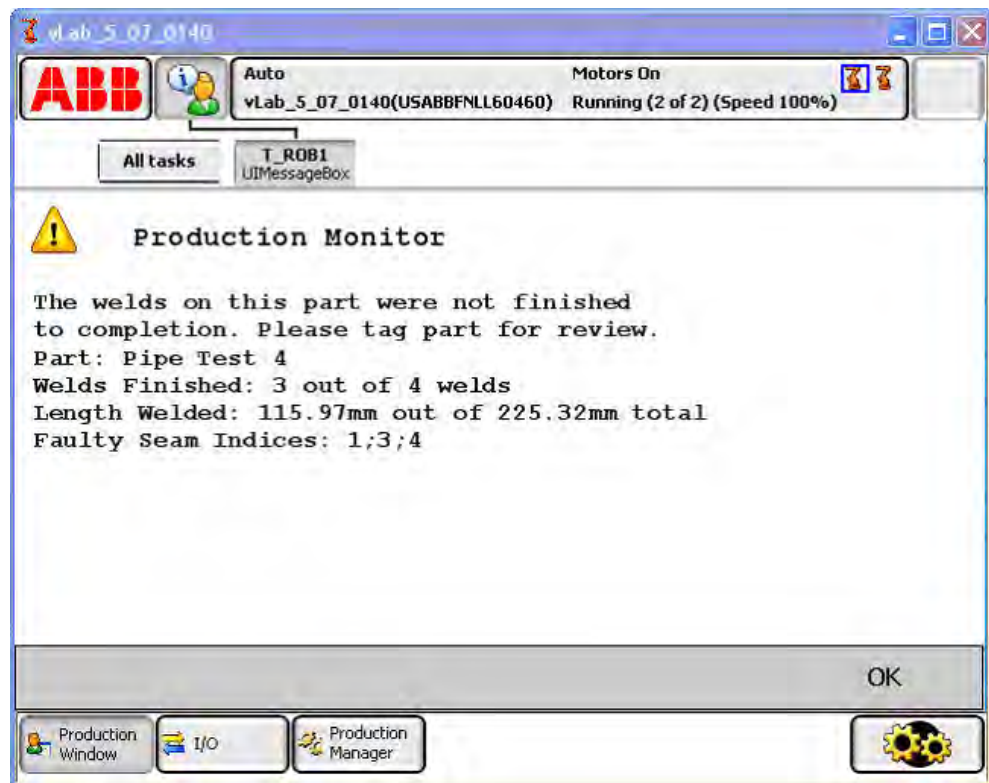 vLab_5_07_0140
ABB
Auto
Motors On
vLab_5_07_0140(USABBFNLL60460)
Running (2 of 2) (Speed 100%)
All tasks
T_ROB1
UIMessageBox
Production Monitor
The welds on this part were not finished
to completion. Please tag part for review.
Part: Pipe Test 4
Welds Finished: 3 out of 4 welds
Length Welded: 115.97mm out of 225.32mm total
Faulty Seam Indices: 1;3;4
OK
Production
Window
I/O
Production
Manager